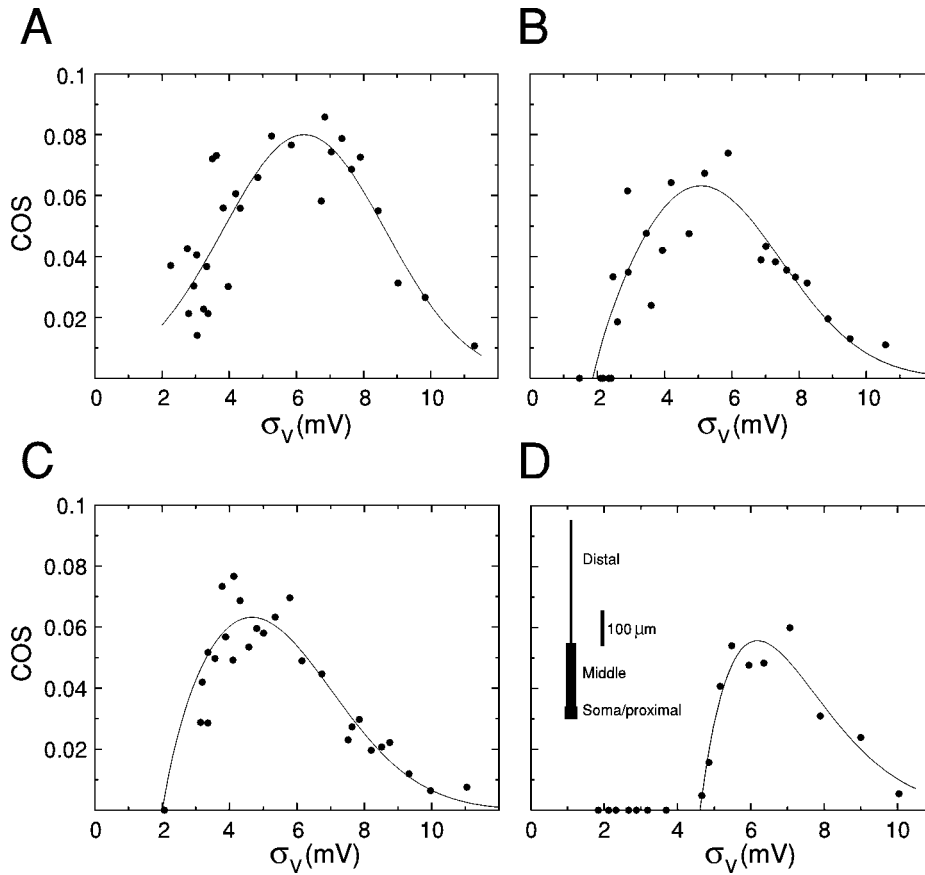 A
B
0.1
0.08
0.06
0.04
0.02
COS
0 2 4 6 8 10
0 2 4 6 8 10
σV (mV)
σV (mV)
C
D
0.1
0.08
0.06
0.04
0.02
COS
Distal
100 μm
Middle
Soma/proximal
0 2 4 6 8 10
0 2 4 6 8 10
σV (mV)
σV (mV)